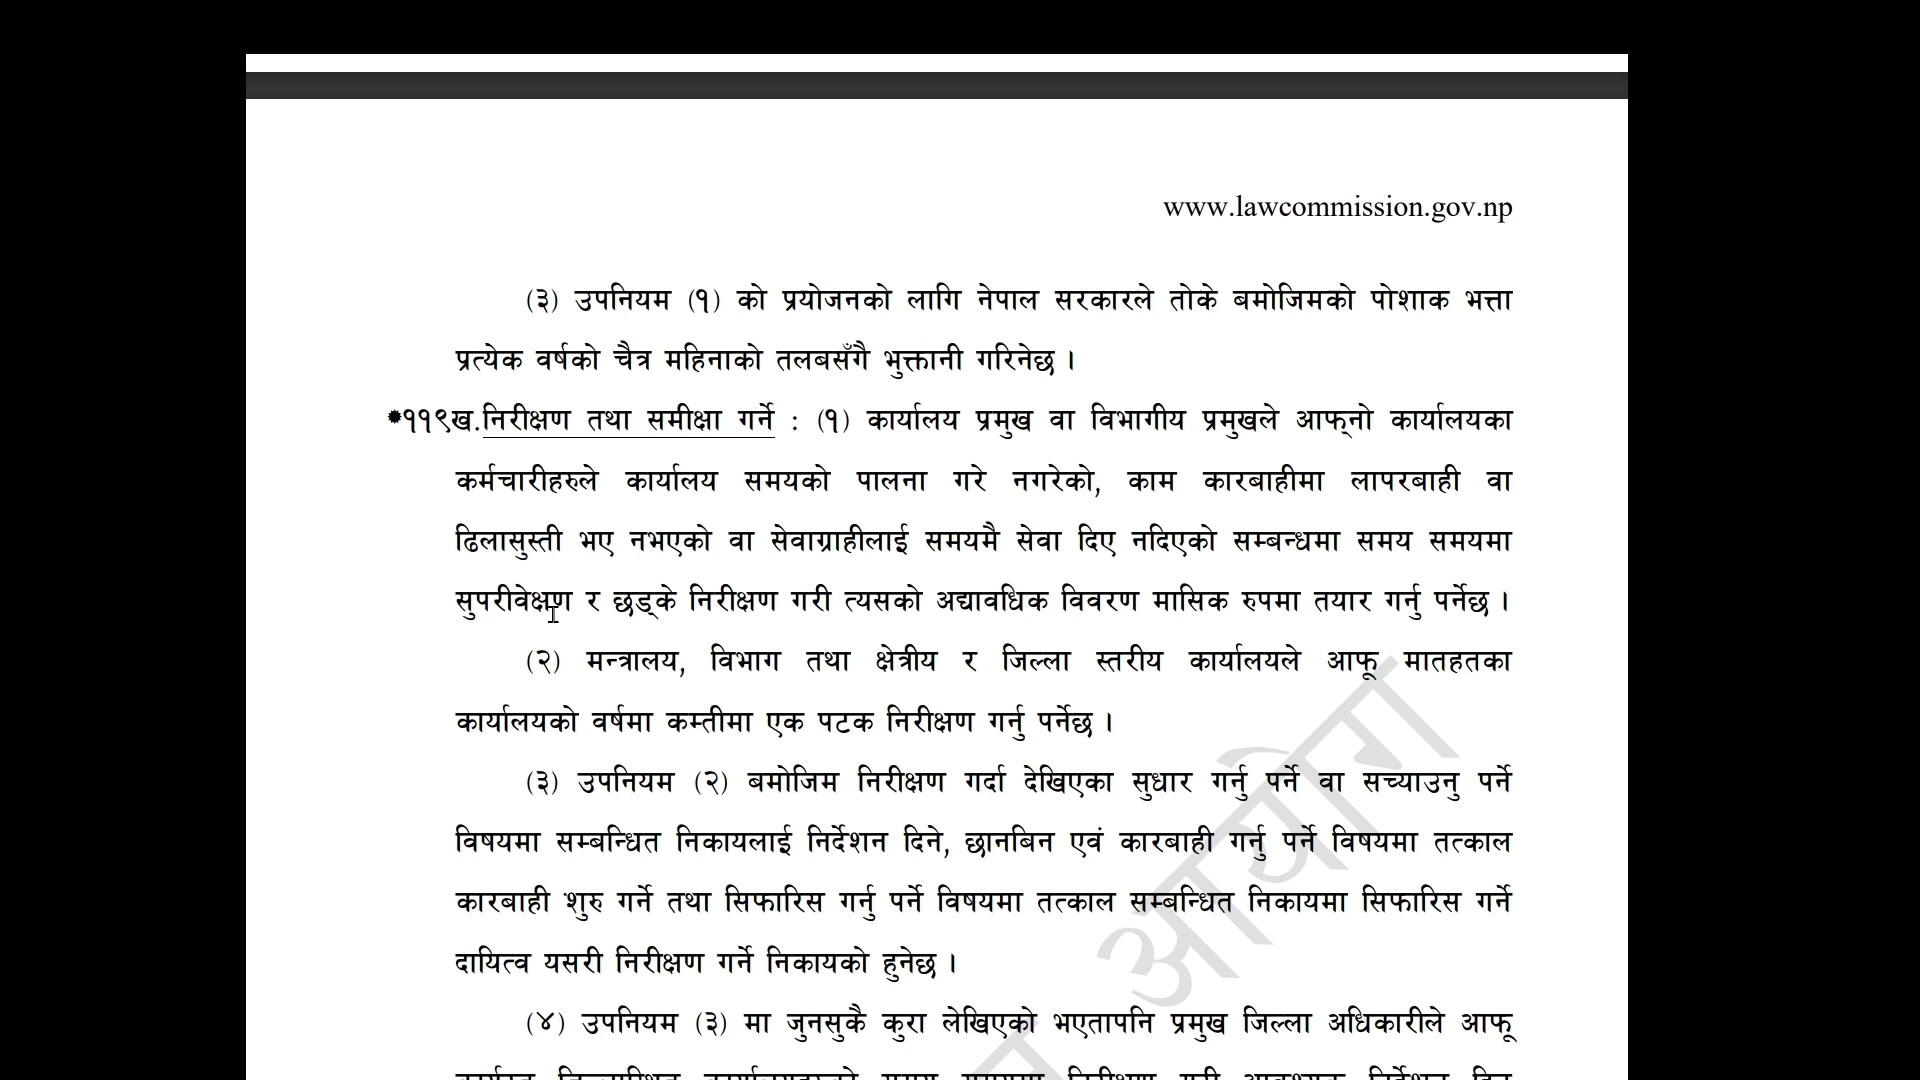 www.lawcommission.gov.np
(३) उपनियम (१) को प्रयोजनको लागि नेपाल सरकारले तोके बमोजिमको पोशाक भत्ता
प्रत्येक वर्षको चैत्र महिनाको तलबसँगै भुक्तानी गरिनेछ ।
✹११९ख.निरीक्षण तथा समीक्षा गर्ने : (१) कार्यालय प्रमुख वा विभागीय प्रमुखले आफ्‌नो कार्यालयका
कर्मचारीहरुले कार्यालय समयको पालना गरे नगरेको, काम कारबाहीमा लापरबाही वा
ढिलासुस्ती भए नभएको वा सेवाग्राहीलाई समयमै सेवा दिए नदिएको सम्बन्धमा समय समयमा
सुपरीवेक्षण र छड्के निरीक्षण गरी त्यसको अद्यावधिक विवरण मासिक रुपमा तयार गर्नु पर्नेछ ।
(२) मन्त्रालय, विभाग तथा क्षेत्रीय र जिल्ला स्तरीय कार्यालयले आफू मातहतका
कार्यालयको वर्षमा कम्तीमा एक पटक निरीक्षण गर्नु पर्नेछ ।
(३) उपनियम (२) बमोजिम निरीक्षण गर्दा देखिएका सुधार गर्नु पर्ने वा सच्याउनु पर्ने
विषयमा सम्बन्धित निकायलाई निर्देशन दिने, छानबिन एवं कारबाही गर्नु पर्ने विषयमा तत्काल
कारबाही शुरु गर्ने तथा सिफारिस गर्नु पर्ने विषयमा तत्काल सम्बन्धित निकायमा सिफारिस गर्ने
दायित्व यसरी निरीक्षण गर्ने निकायको हुनेछ ।
(४) उपनियम (३) मा जुनसुकै कुरा लेखिएको भएतापनि प्रमुख जिल्ला अधिकारीले आफू
आयोग